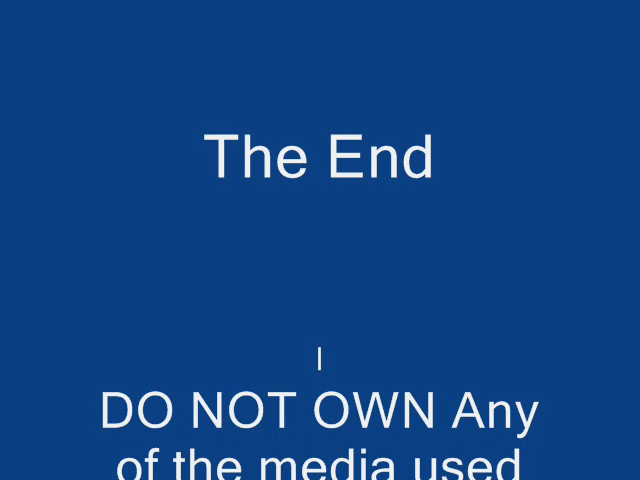 The End
I
DO NOT OWN Any
of the media used